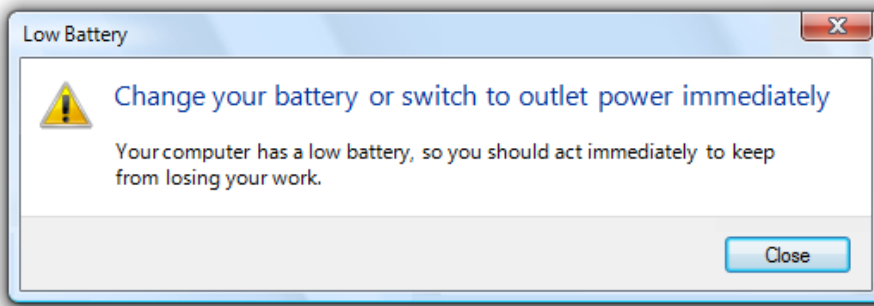 Low Battery
Change your battery or switch to outlet power immediately
Your computer has a low battery, so you should act immediately to keep
from losing your work.
Close